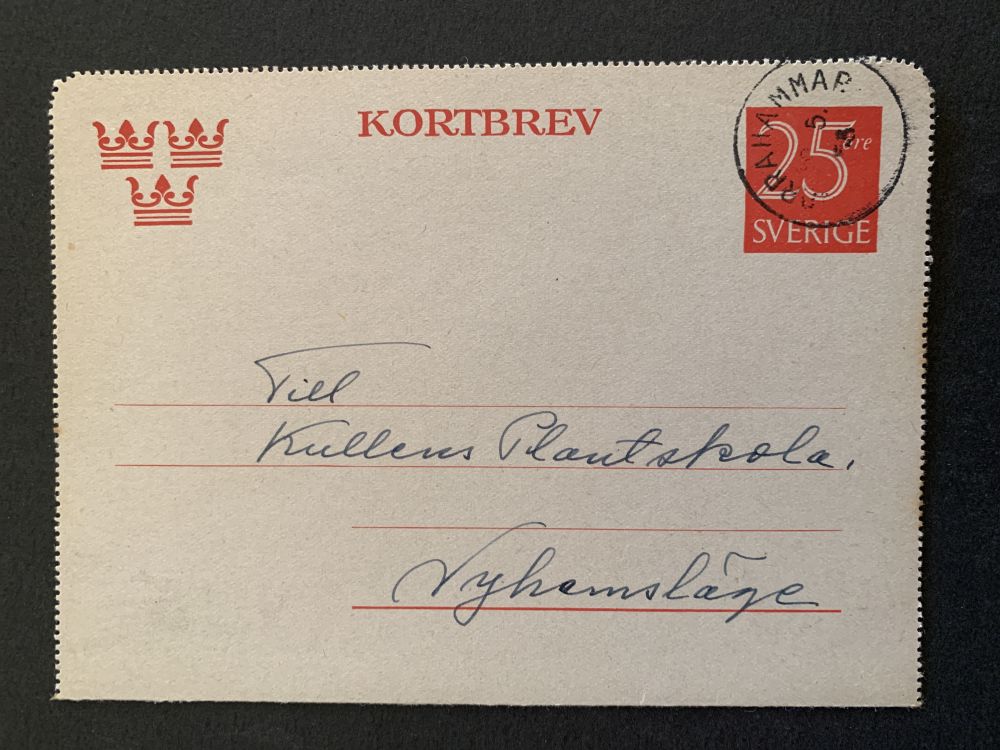 KORTBREV
25 öre
SVERIGE
Till
Kullens Plantskola.
Nyhemsläge